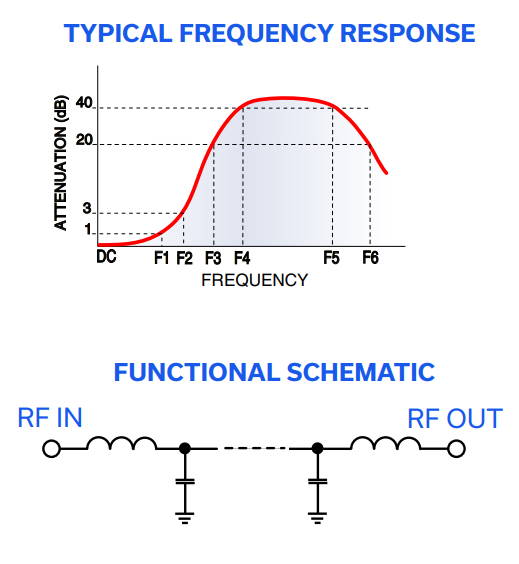 TYPICAL FREQUENCY RESPONSE
ATTENUATION (dB)
40
20
3
1
DC F1 F2 F3 F4 F5 F6
FREQUENCY
FUNCTIONAL SCHEMATIC
RF IN RF OUT